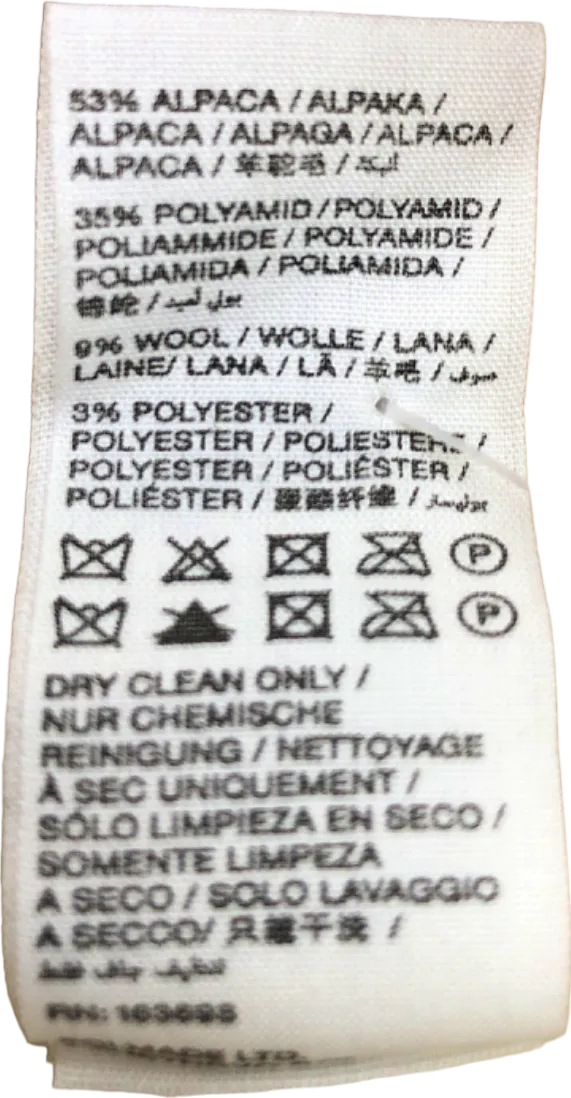 53% ALPACA / ALPAKA /
ALPACA / ALPAGA / ALPACA /
ALPACA / 羊驼毛 /
35% POLYAMID / POLYAMID /
POLIAMMIDE / POLYAMIDE /
POLIAMIDA / POLIAMIDA /
锦纶 / بولي أميد
9% WOOL / WOLLE / LANA /
LAINE/ LANA / LÃ / 羊毛 / صوف
3% POLYESTER /
POLYESTER / POLIESTERE /
POLYESTER / POLIÉSTER /
POLIÉSTER / 聚酯纤维 / بوليستر
P
P
DRY CLEAN ONLY /
NUR CHEMISCHE
REINIGUNG / NETTOYAGE
À SEC UNIQUEMENT /
SÓLO LIMPIEZA EN SECO /
SOMENTE LIMPEZA
A SECO / SOLO LAVAGGIO
A SECCO/ 只能干洗 /
تنظيف جاف فقط
RN: 163695
LTD.